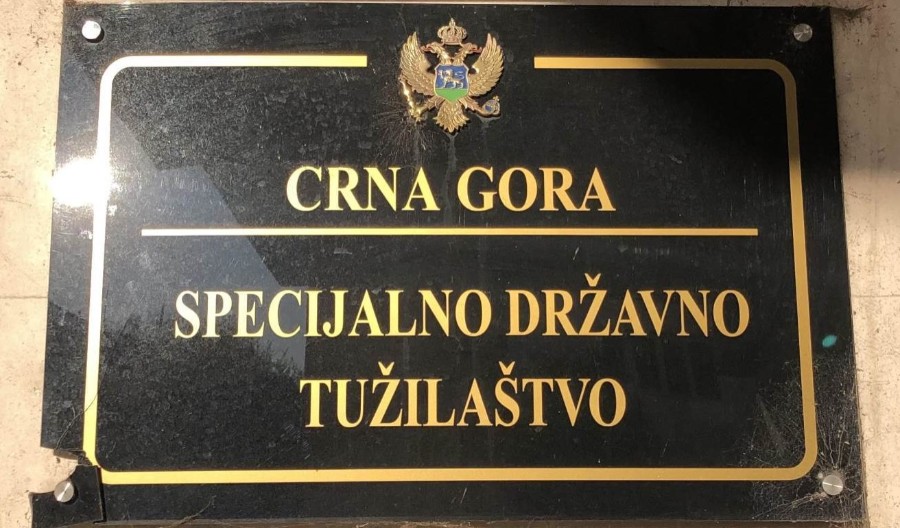 CRNA GORA
SPECIJALNO DRŽAVNO
TUŽILAŠTVO